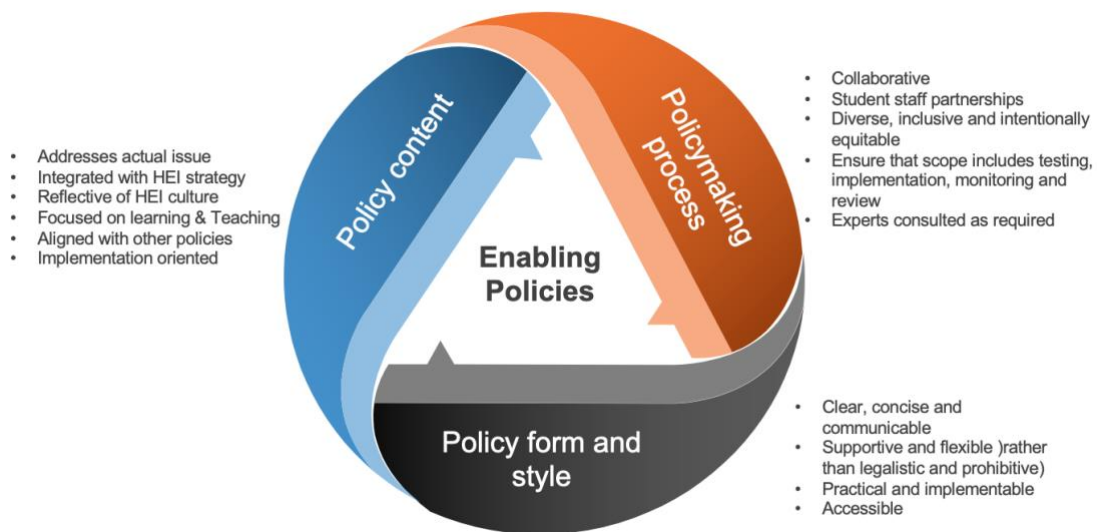 Policy content
• Addresses actual issue
• Integrated with HEI strategy
• Reflective of HEI culture
• Focused on learning & Teaching
• Aligned with other policies
• Implementation oriented
Policymaking
process
• Collaborative
• Student staff partnerships
• Diverse, inclusive and intentionally
equitable
• Ensure that scope includes testing,
implementation, monitoring and
review
• Experts consulted as required
Enabling
Policies
Policy form and
style
• Clear, concise and
communicable
• Supportive and flexible )rather
than legalistic and prohibitive)
• Practical and implementable
• Accessible